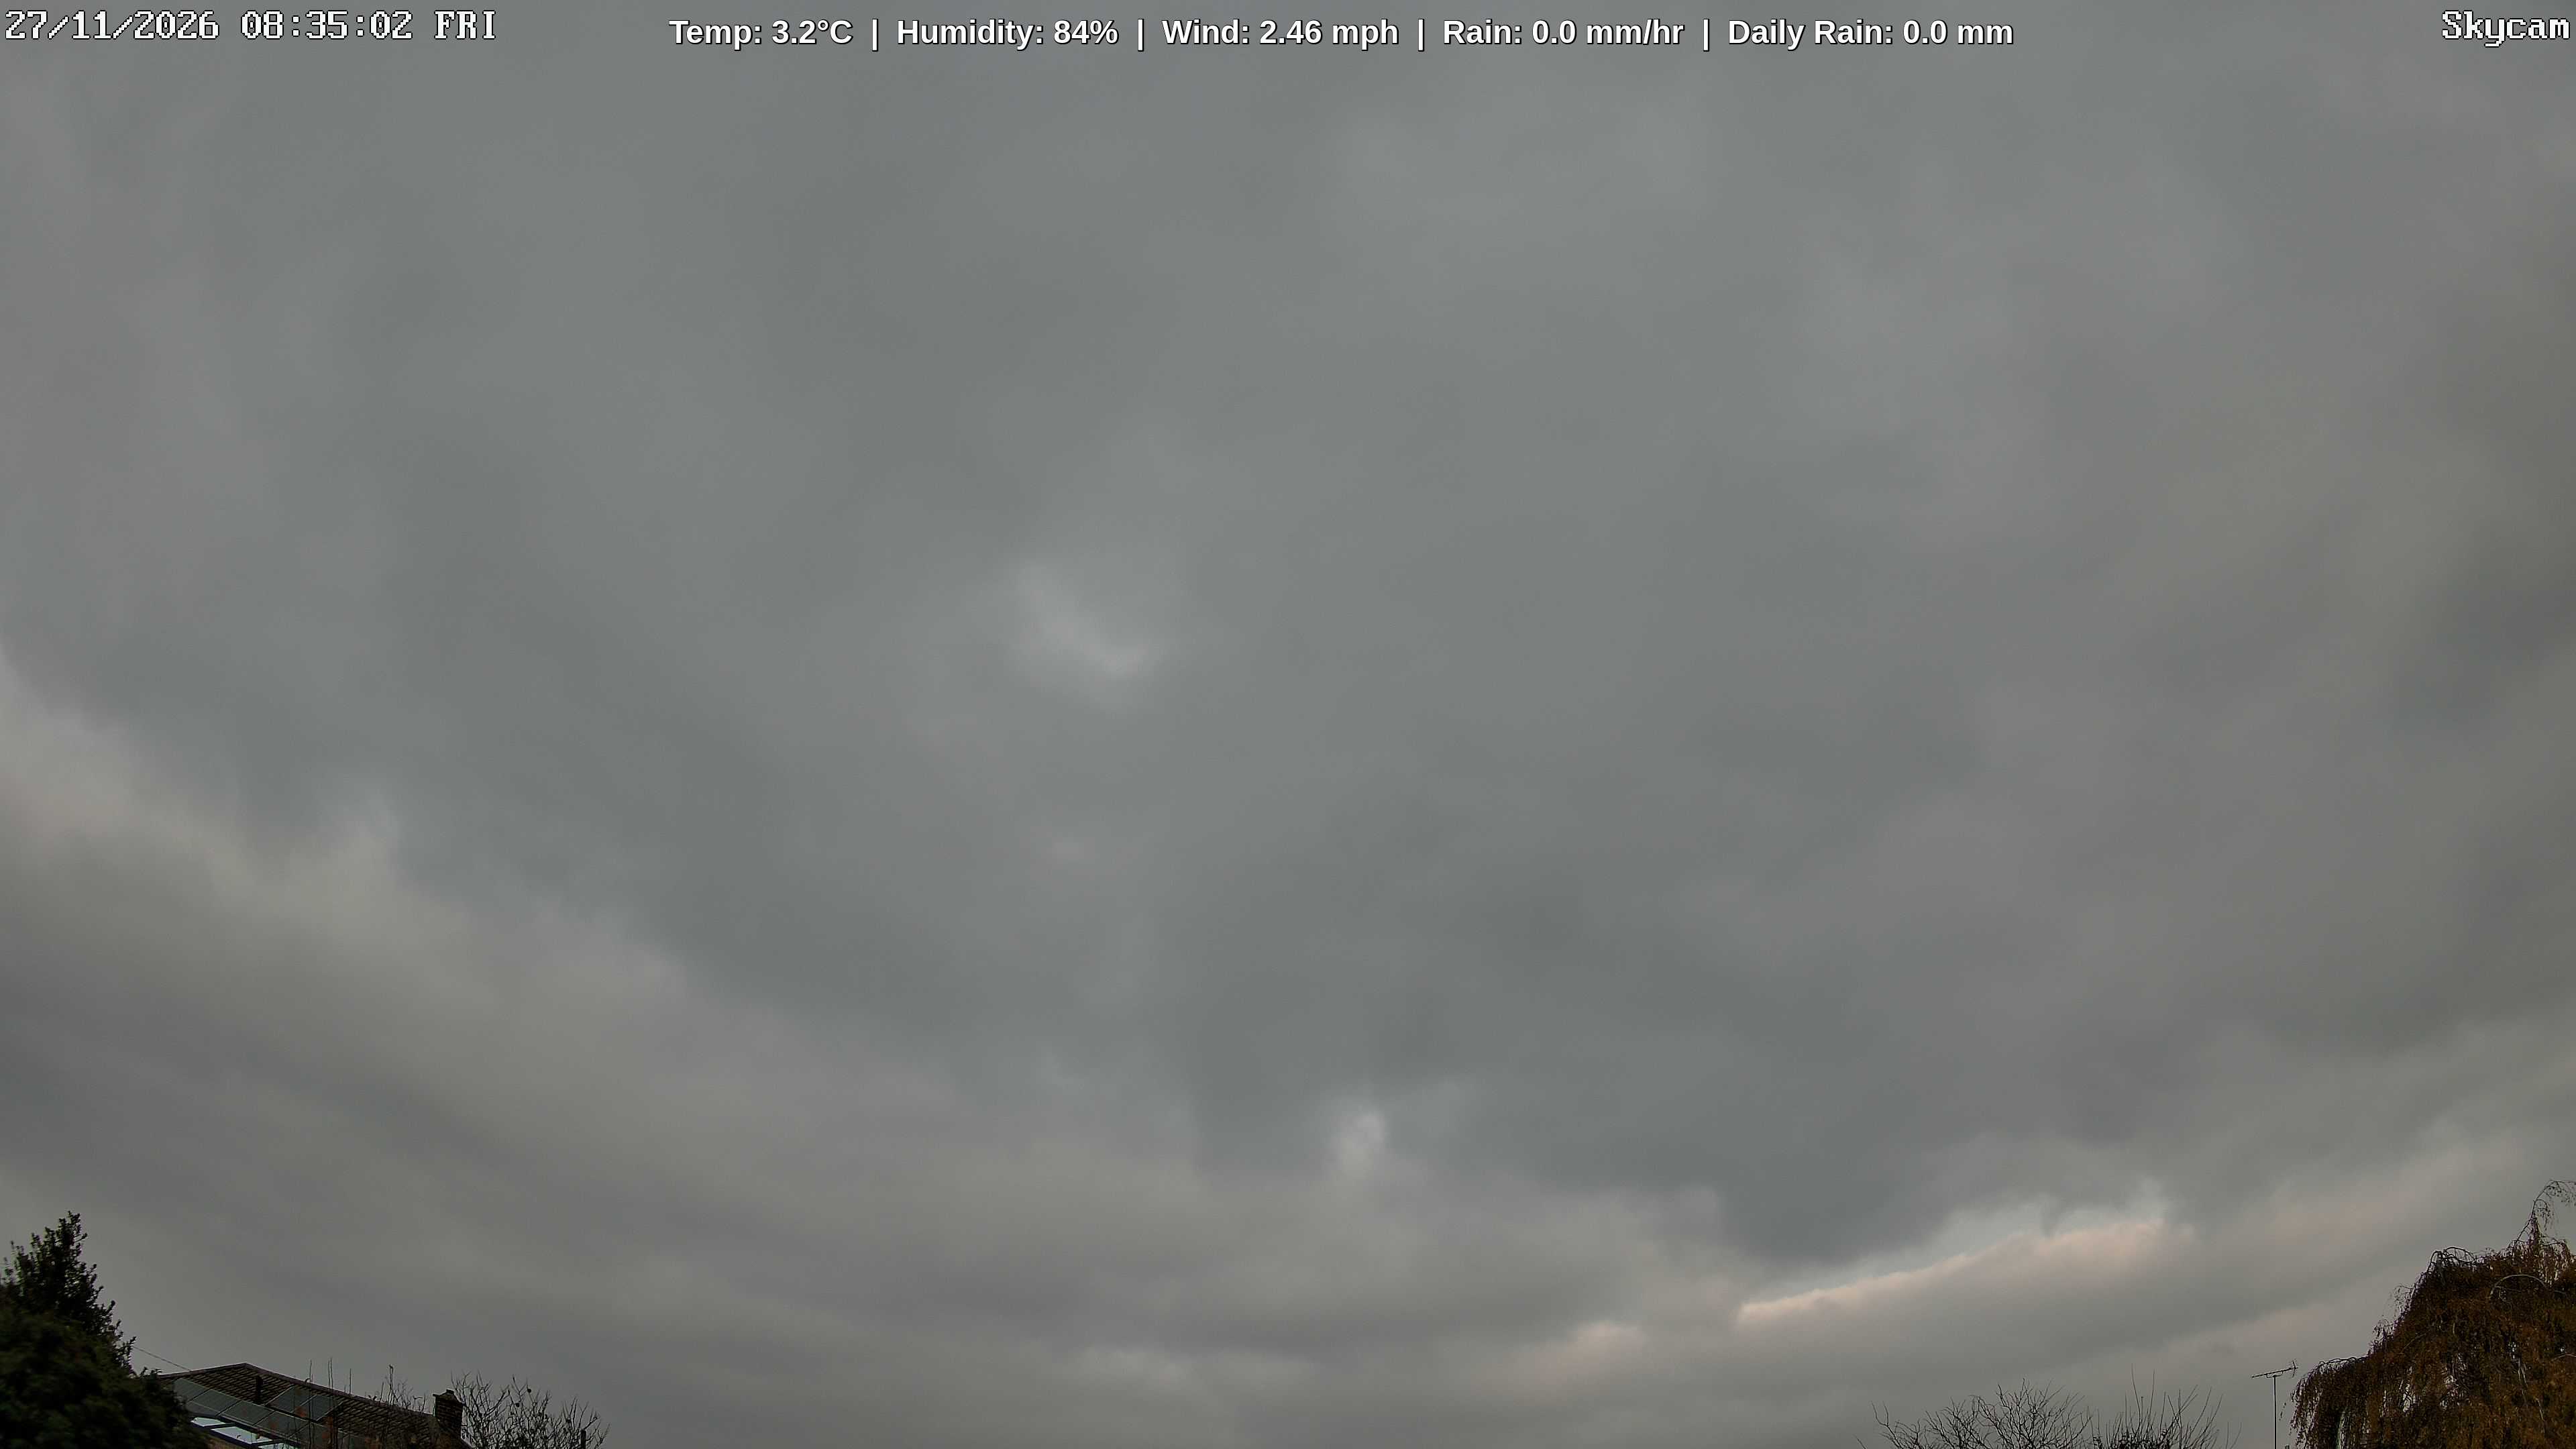 27/11/2026 08:35:02 FRI
Temp: 3.2°C | Humidity: 84% | Wind: 2.46 mph | Rain: 0.0 mm/hr | Daily Rain: 0.0 mm
Skycam